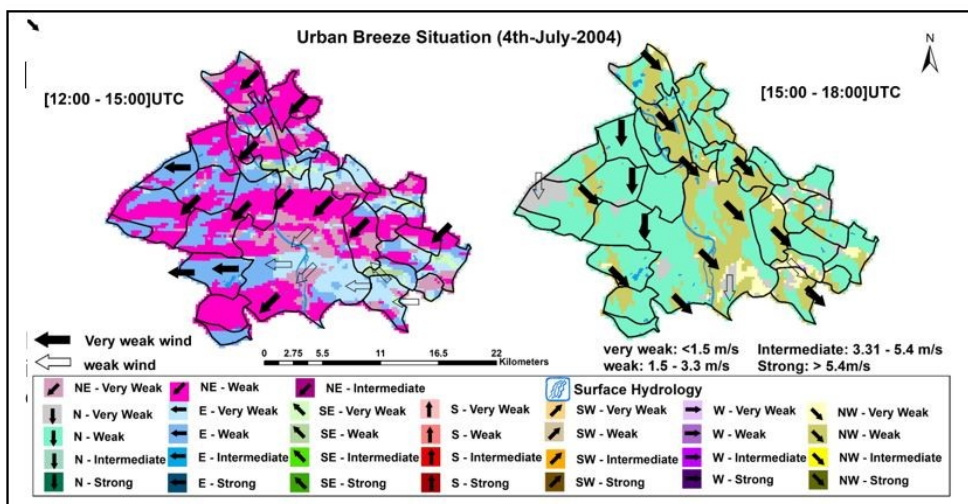 Urban Breeze Situation (4th-July-2004)
N
[12:00 - 15:00]UTC
[15:00 - 18:00]UTC
Very weak wind
weak wind
0 2.75 5.5 11 16.5 22
Kilometers
very weak: <1.5 m/s Intermediate: 3.31 - 5.4 m/s
weak: 1.5 - 3.3 m/s Strong: > 5.4m/s
NE - Very Weak NE - Weak NE - Intermediate Surface Hydrology
N - Very Weak E - Very Weak SE - Very Weak S - Very Weak SW - Very Weak W - Very Weak NW - Very Weak
N - Weak E - Weak SE - Weak S - Weak SW - Weak W - Weak NW - Weak
N - Intermediate E - Intermediate SE - Intermediate S - Intermediate SW - Intermediate W - Intermediate NW - Intermediate
N - Strong E - Strong SE - Strong S - Strong SW - Strong W - Strong NW - Strong